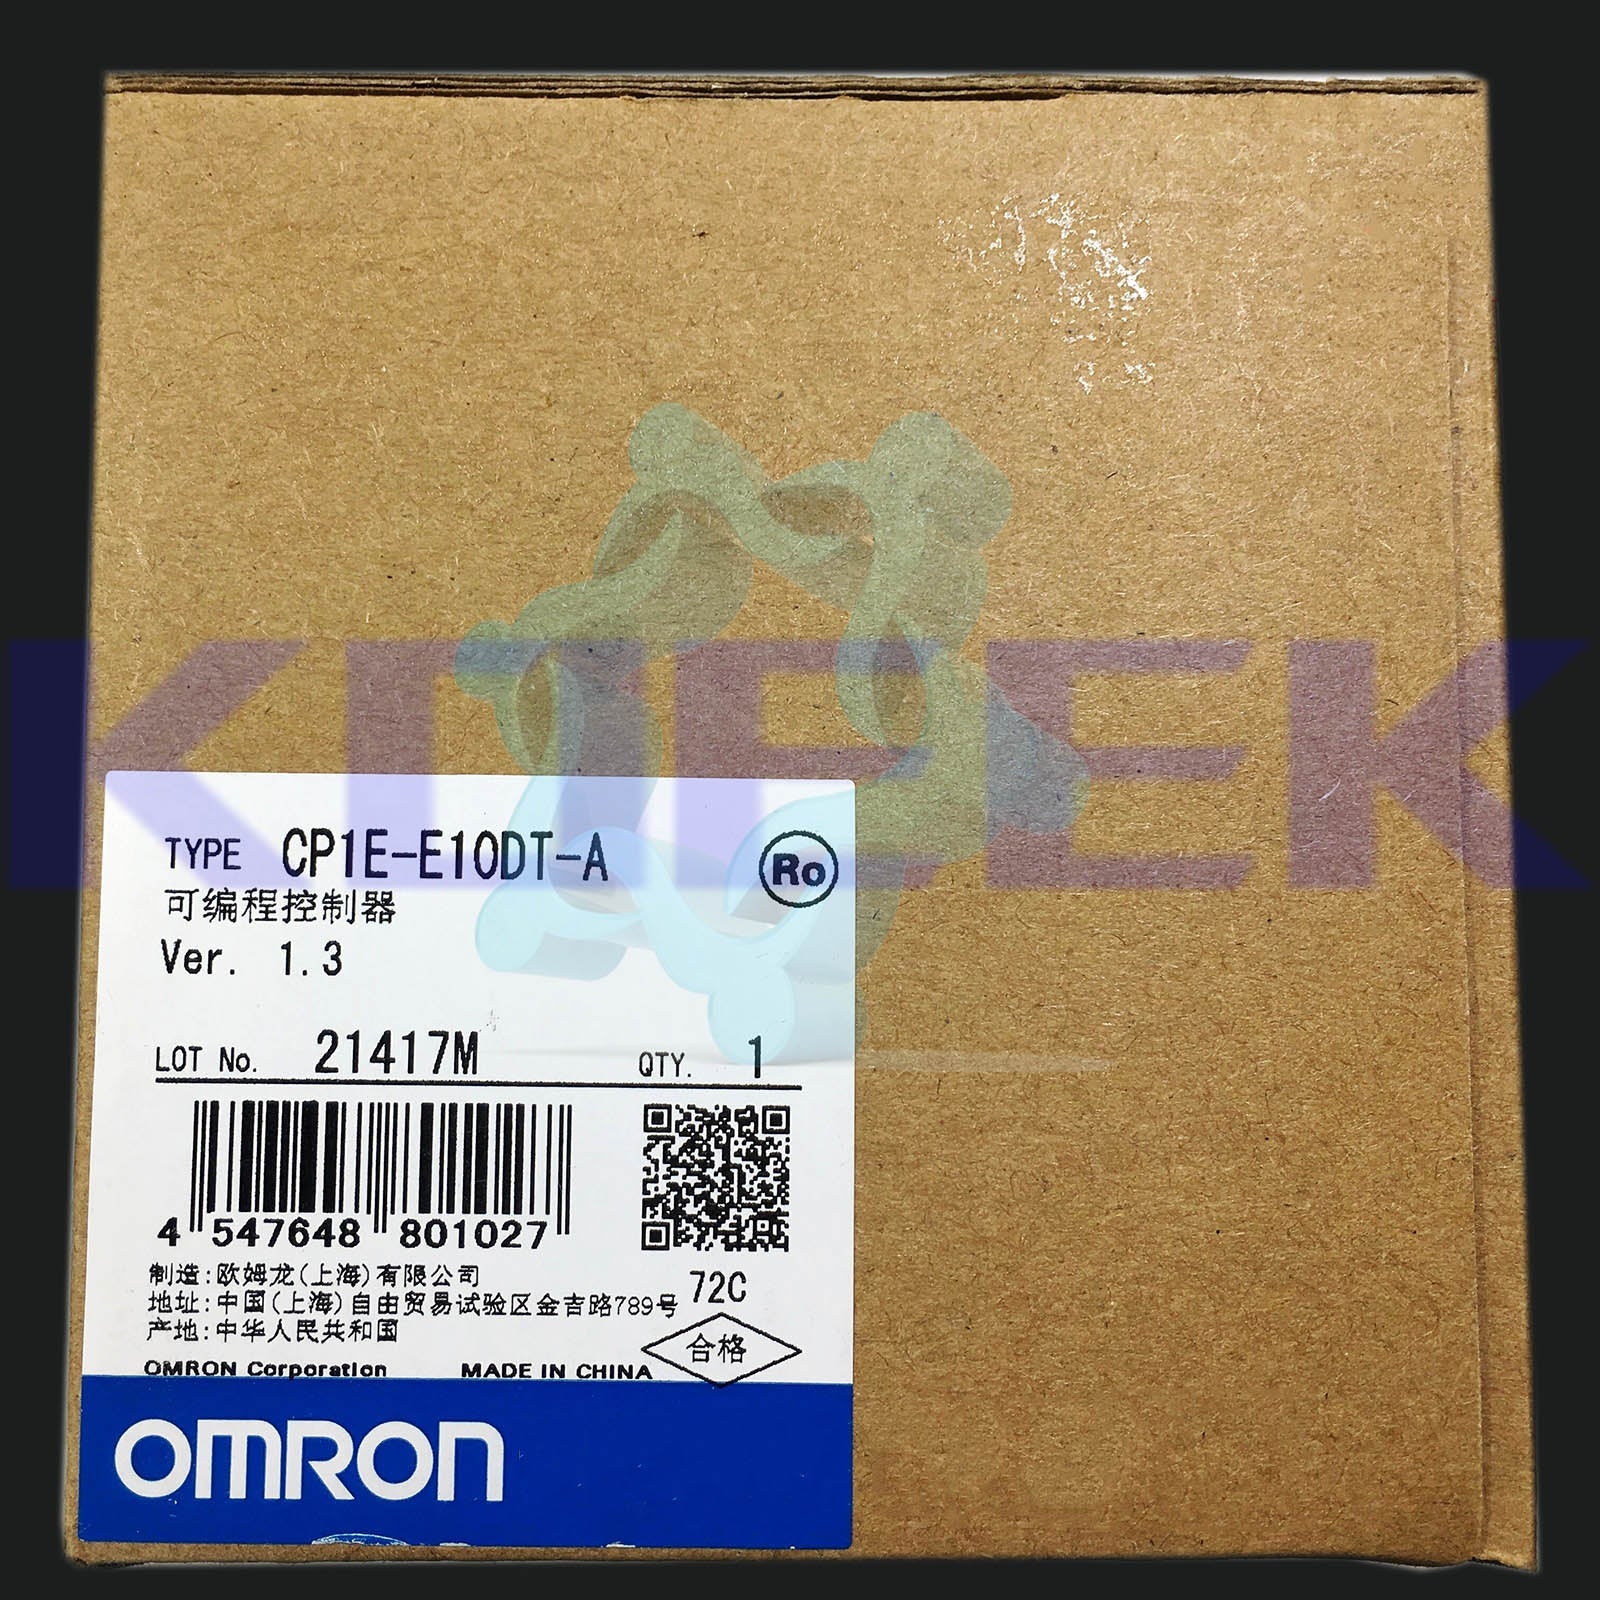 KOPEK
TYPE CP1E-E10DT-A
Ro
可编程控制器
Ver. 1.3
LOT No. 21417M QTY. 1
4 547648 801027
制造:欧姆龙(上海)有限公司
72C
地址:中国(上海)自由贸易试验区金吉路789号
产地:中华人民共和国
合格
OMRON Corporation MADE IN CHINA
OMRON